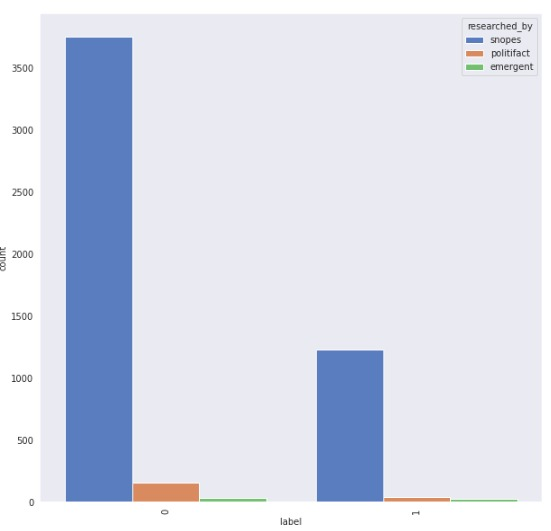 researched_by
snopes
politifact
emergent
3500
3000
2500
2000
1500
1000
500
0
count
0
1
label